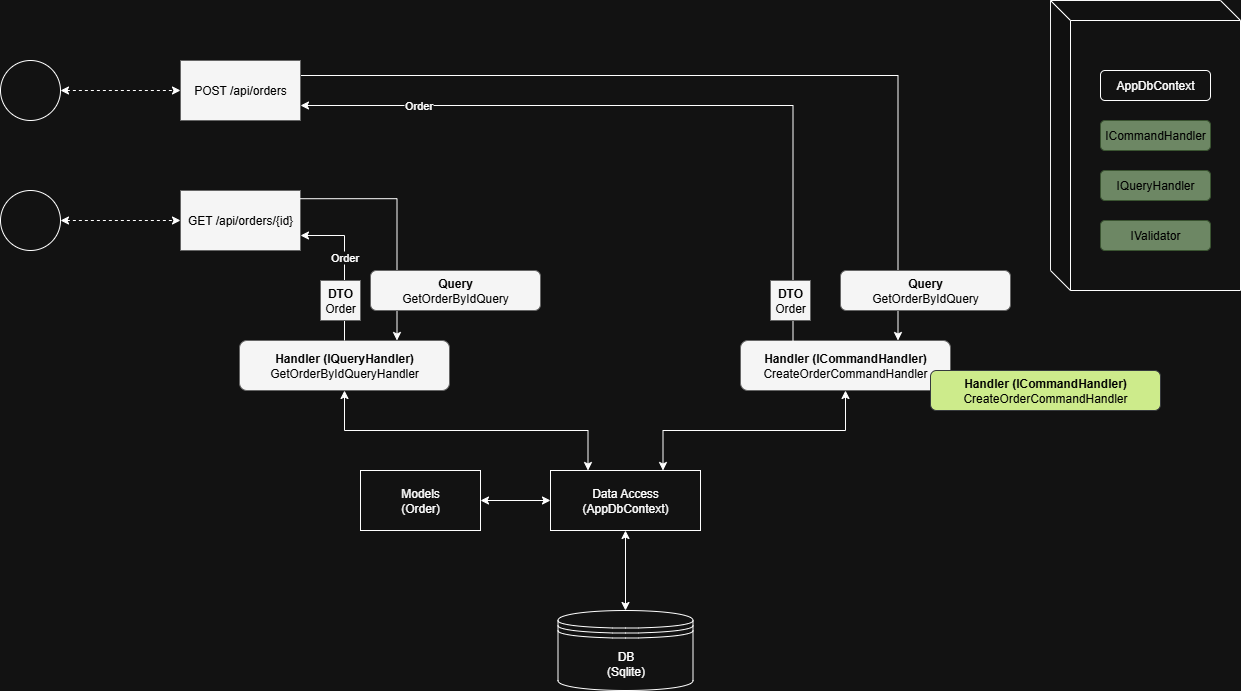 POST /api/orders
Order
AppDbContext
ICommandHandler
IQueryHandler
IValidator
GET /api/orders/{id}
Order
DTO
Order
Query
GetOrderByIdQuery
DTO
Order
Query
GetOrderByIdQuery
Handler (IQueryHandler)
GetOrderByIdQueryHandler
Handler (ICommandHandler)
CreateOrderCommandHandler
Handler (ICommandHandler)
CreateOrderCommandHandler
Models
(Order)
Data Access
(AppDbContext)
DB
(Sqlite)